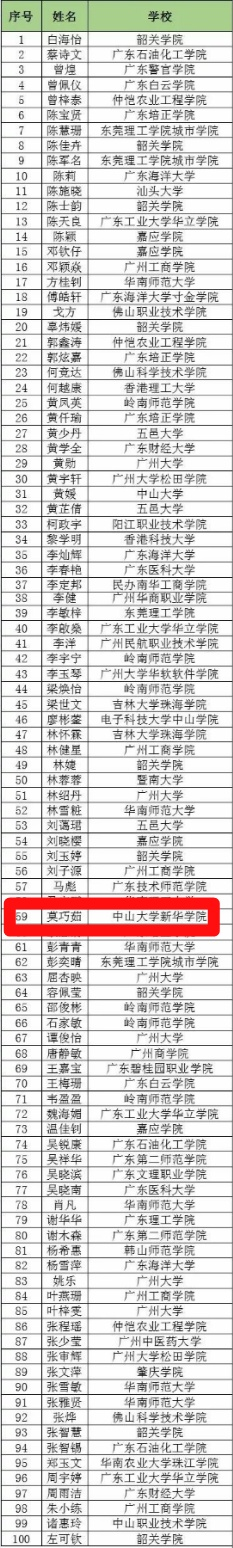 序号 姓名 学校
1 白海怡 韶关学院
2 蔡诗文 广东石油化工学院
3 曾煌 广东警官学院
4 曾佩仪 广东白云学院
5 曾梓泰 仲恺农业工程学院
6 陈宝贤 广东培正学院
7 陈慧珊 东莞理工学院城市学院
8 陈佳卉 韶关学院
9 陈军名 东莞理工学院城市学院
10 陈莉 广东海洋大学
11 陈施晓 汕头大学
12 陈士韵 韶关学院
13 陈天良 广东工业大学华立学院
14 陈颖 嘉应学院
15 邓钦仔 嘉应学院
16 邓颖焱 广州工商学院
17 方桂钊 华南师范大学
18 傅皓轩 广东海洋大学寸金学院
19 戈方 佛山职业技术学院
20 辜炜媛 韶关学院
21 郭鑫涛 仲恺农业工程学院
22 郭炫嘉 广东培正学院
23 何竞达 佛山科学技术学院
24 何越康 香港理工大学
25 黄凤英 岭南师范学院
26 黄仟瑜 广东培正学院
27 黄少丹 五邑大学
28 黄学全 广东财经大学
29 黄勋 广州大学
30 黄宇轩 广州大学松田学院
31 黄媛 中山大学
32 黄芷倩 五邑大学
33 柯政宇 阳江职业技术学院
34 黎学明 香港科技大学
35 李灿辉 广东海洋大学
36 李春艳 广东医科大学
37 李定邦 民办南华工商学院
38 李健 广州华商职业学院
39 李敏梓 东莞理工学院
40 李啟燊 广东工业大学华立学院
41 李洋 广州民航职业技术学院
42 李宇宁 岭南师范学院
43 李玉琴 广州大学华软软件学院
44 梁焕怡 岭南师范学院
45 梁世文 吉林大学珠海学院
46 廖彬鋆 电子科技大学中山学院
47 林怀霖 吉林大学珠海学院
48 林健星 广州工商学院
49 林婕 韶关学院
50 林蓉蓉 暨南大学
51 林绍丹 广州大学
52 林雪粧 华南师范大学
53 刘蔼珺 五邑大学
54 刘晓樱 嘉应学院
55 刘玉婷 韶关学院
56 刘子源 广州工商学院
57 马彪 广东技术师范学院
59 莫巧茹 中山大学新华学院
61 彭青青 华南师范大学
62 彭奕晴 东莞理工学院城市学院
63 屈杏映 广州大学
64 容佩莹 韶关学院
65 邵俊彬 岭南师范学院
66 石家敏 岭南师范学院
67 谭俊怡 广州大学
68 唐静敏 广州商学院
69 王嘉宝 广东碧桂园职业学院
70 王梅珊 广东白云学院
71 韦盈盈 岭南师范学院
72 魏海媚 广东工业大学华立学院
73 温佳钊 嘉应学院
74 吴锐康 广东石油化工学院
75 吴祥华 广东第二师范学院
76 吴晓滨 广东文理职业学院
77 吴晓南 广东医科大学
78 肖凡 华南师范大学
79 谢华华 广东理工学院
80 谢木森 广东第二师范学院
81 杨希惠 韩山师范学院
82 杨雪萍 广东海洋大学
83 姚乐 广州大学
84 叶燕珊 广州工商学院
85 叶梓雯 广州大学
86 张程瑶 仲恺农业工程学院
87 张少莹 广州中医药大学
88 张审辉 广州大学松田学院
89 张文萍 肇庆学院
90 张雪敏 华南师范大学
91 张雅贤 华南师范大学
92 张烨 佛山科学技术学院
93 张智慧 韶关学院
94 张智锡 广东石油化工学院
95 郑玉文 华南农业大学珠江学院
96 周宇婷 广东工业大学华立学院
97 周雨洁 广东财经大学
98 朱小练 广州工商学院
99 诸惠玲 中山职业技术学院
100 左可钦 韶关学院